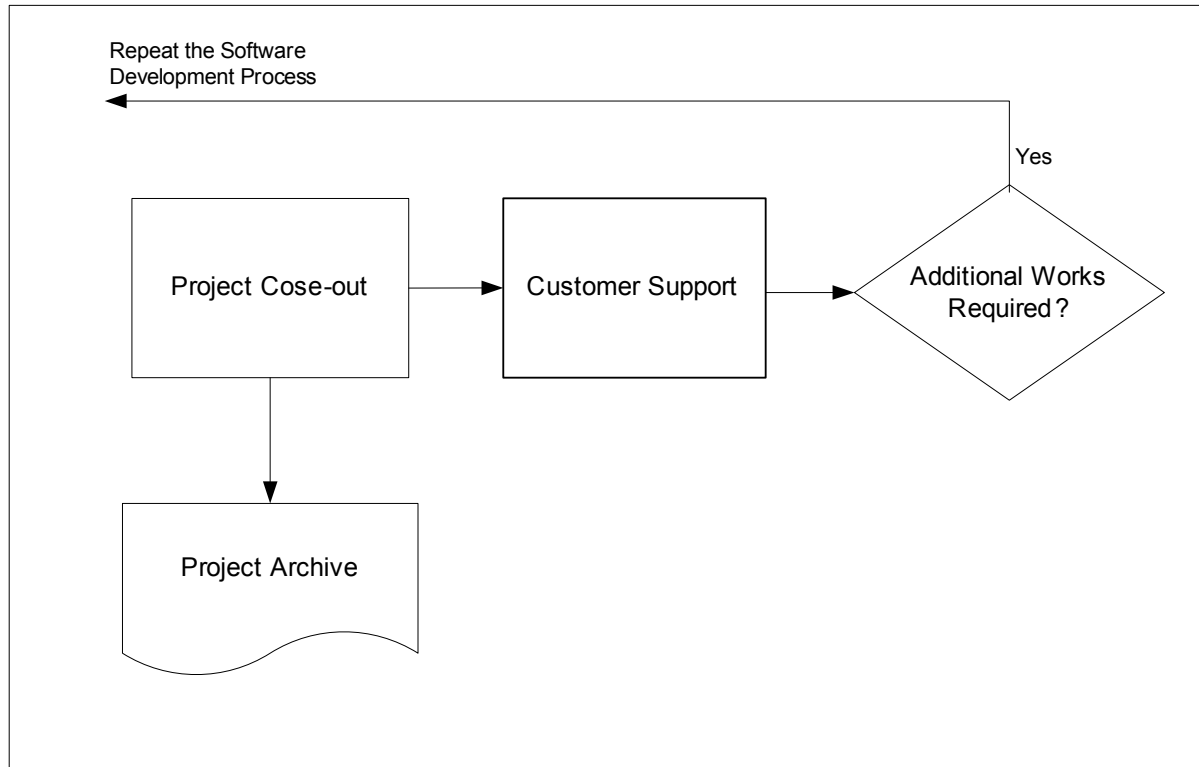 Repeat the Software
Development Process
Yes
Project Cose-out
Customer Support
Additional Works
Required?
Project Archive